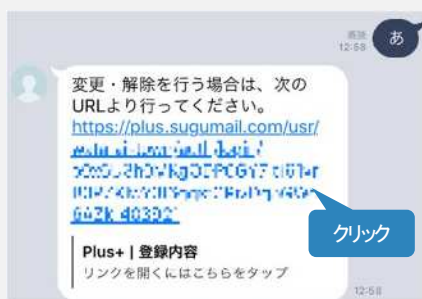 既読
12:58
あ
変更・解除を行う場合は、次の
URLより行ってください。
https://plus.sugumail.com/usr/
クリック
Plus+ | 登録内容
リンクを開くにはこちらをタップ
12:58